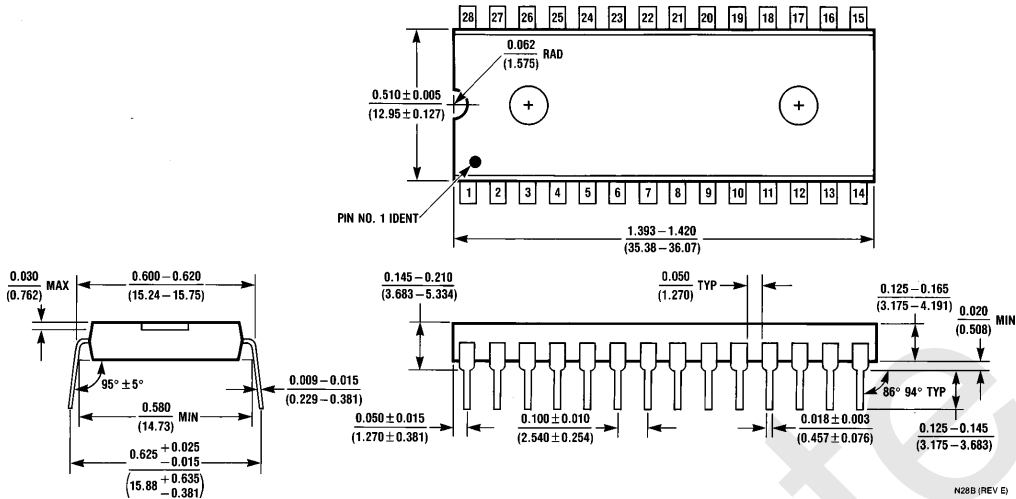 28 27 26 25 24 23 22 21 20 19 18 17 16 15
0.062
(1.575)
RAD
0.510 ± 0.005
(12.95 ± 0.127)
PIN NO. 1 IDENT
1 2 3 4 5 6 7 8 9 10 11 12 13 14
1.393 – 1.420
(35.38 – 36.07)
0.030
(0.762)
MAX
0.600 – 0.620
(15.24 – 15.75)
95° ± 5°
0.009 – 0.015
(0.229 – 0.381)
0.580
(14.73)
MIN
0.625 + 0.025
– 0.015
(15.88 + 0.635)
– 0.381
0.145 – 0.210
(3.683 – 5.334)
0.050
(1.270)
TYP
0.125 – 0.165
(3.175 – 4.191)
0.020
(0.508)
MIN
86° 94° TYP
0.050 ± 0.015
(1.270 ± 0.381)
0.100 ± 0.010
(2.540 ± 0.254)
0.018 ± 0.003
(0.457 ± 0.076)
0.125 – 0.145
(3.175 – 3.683)
N28B (REV E)
te